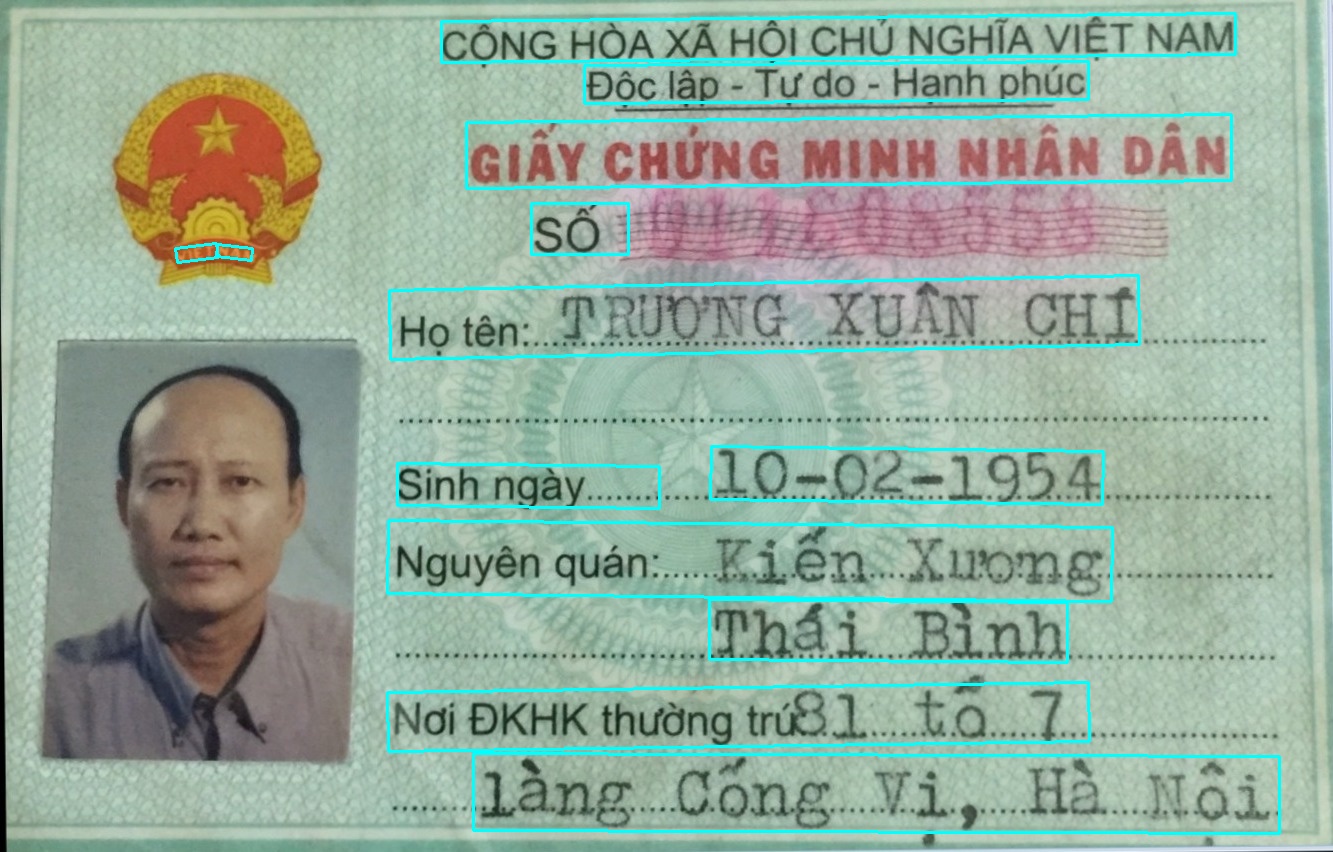 CỘNG HÒA XÃ HỘI CHỦ NGHĨA VIỆT NAM
Độc lập - Tự do - Hạnh phúc
GIẤY CHỨNG MINH NHÂN DÂN
SỐ
VIỆT NAM
Họ tên: TRƯƠNG XUÂN CHÍ
Sinh ngày 10-02-1954
Nguyên quán: Kiến Xương
Thái Bình
Nơi ĐKHK thường trú 81 tổ 7
làng Cống Vị, Hà Nội